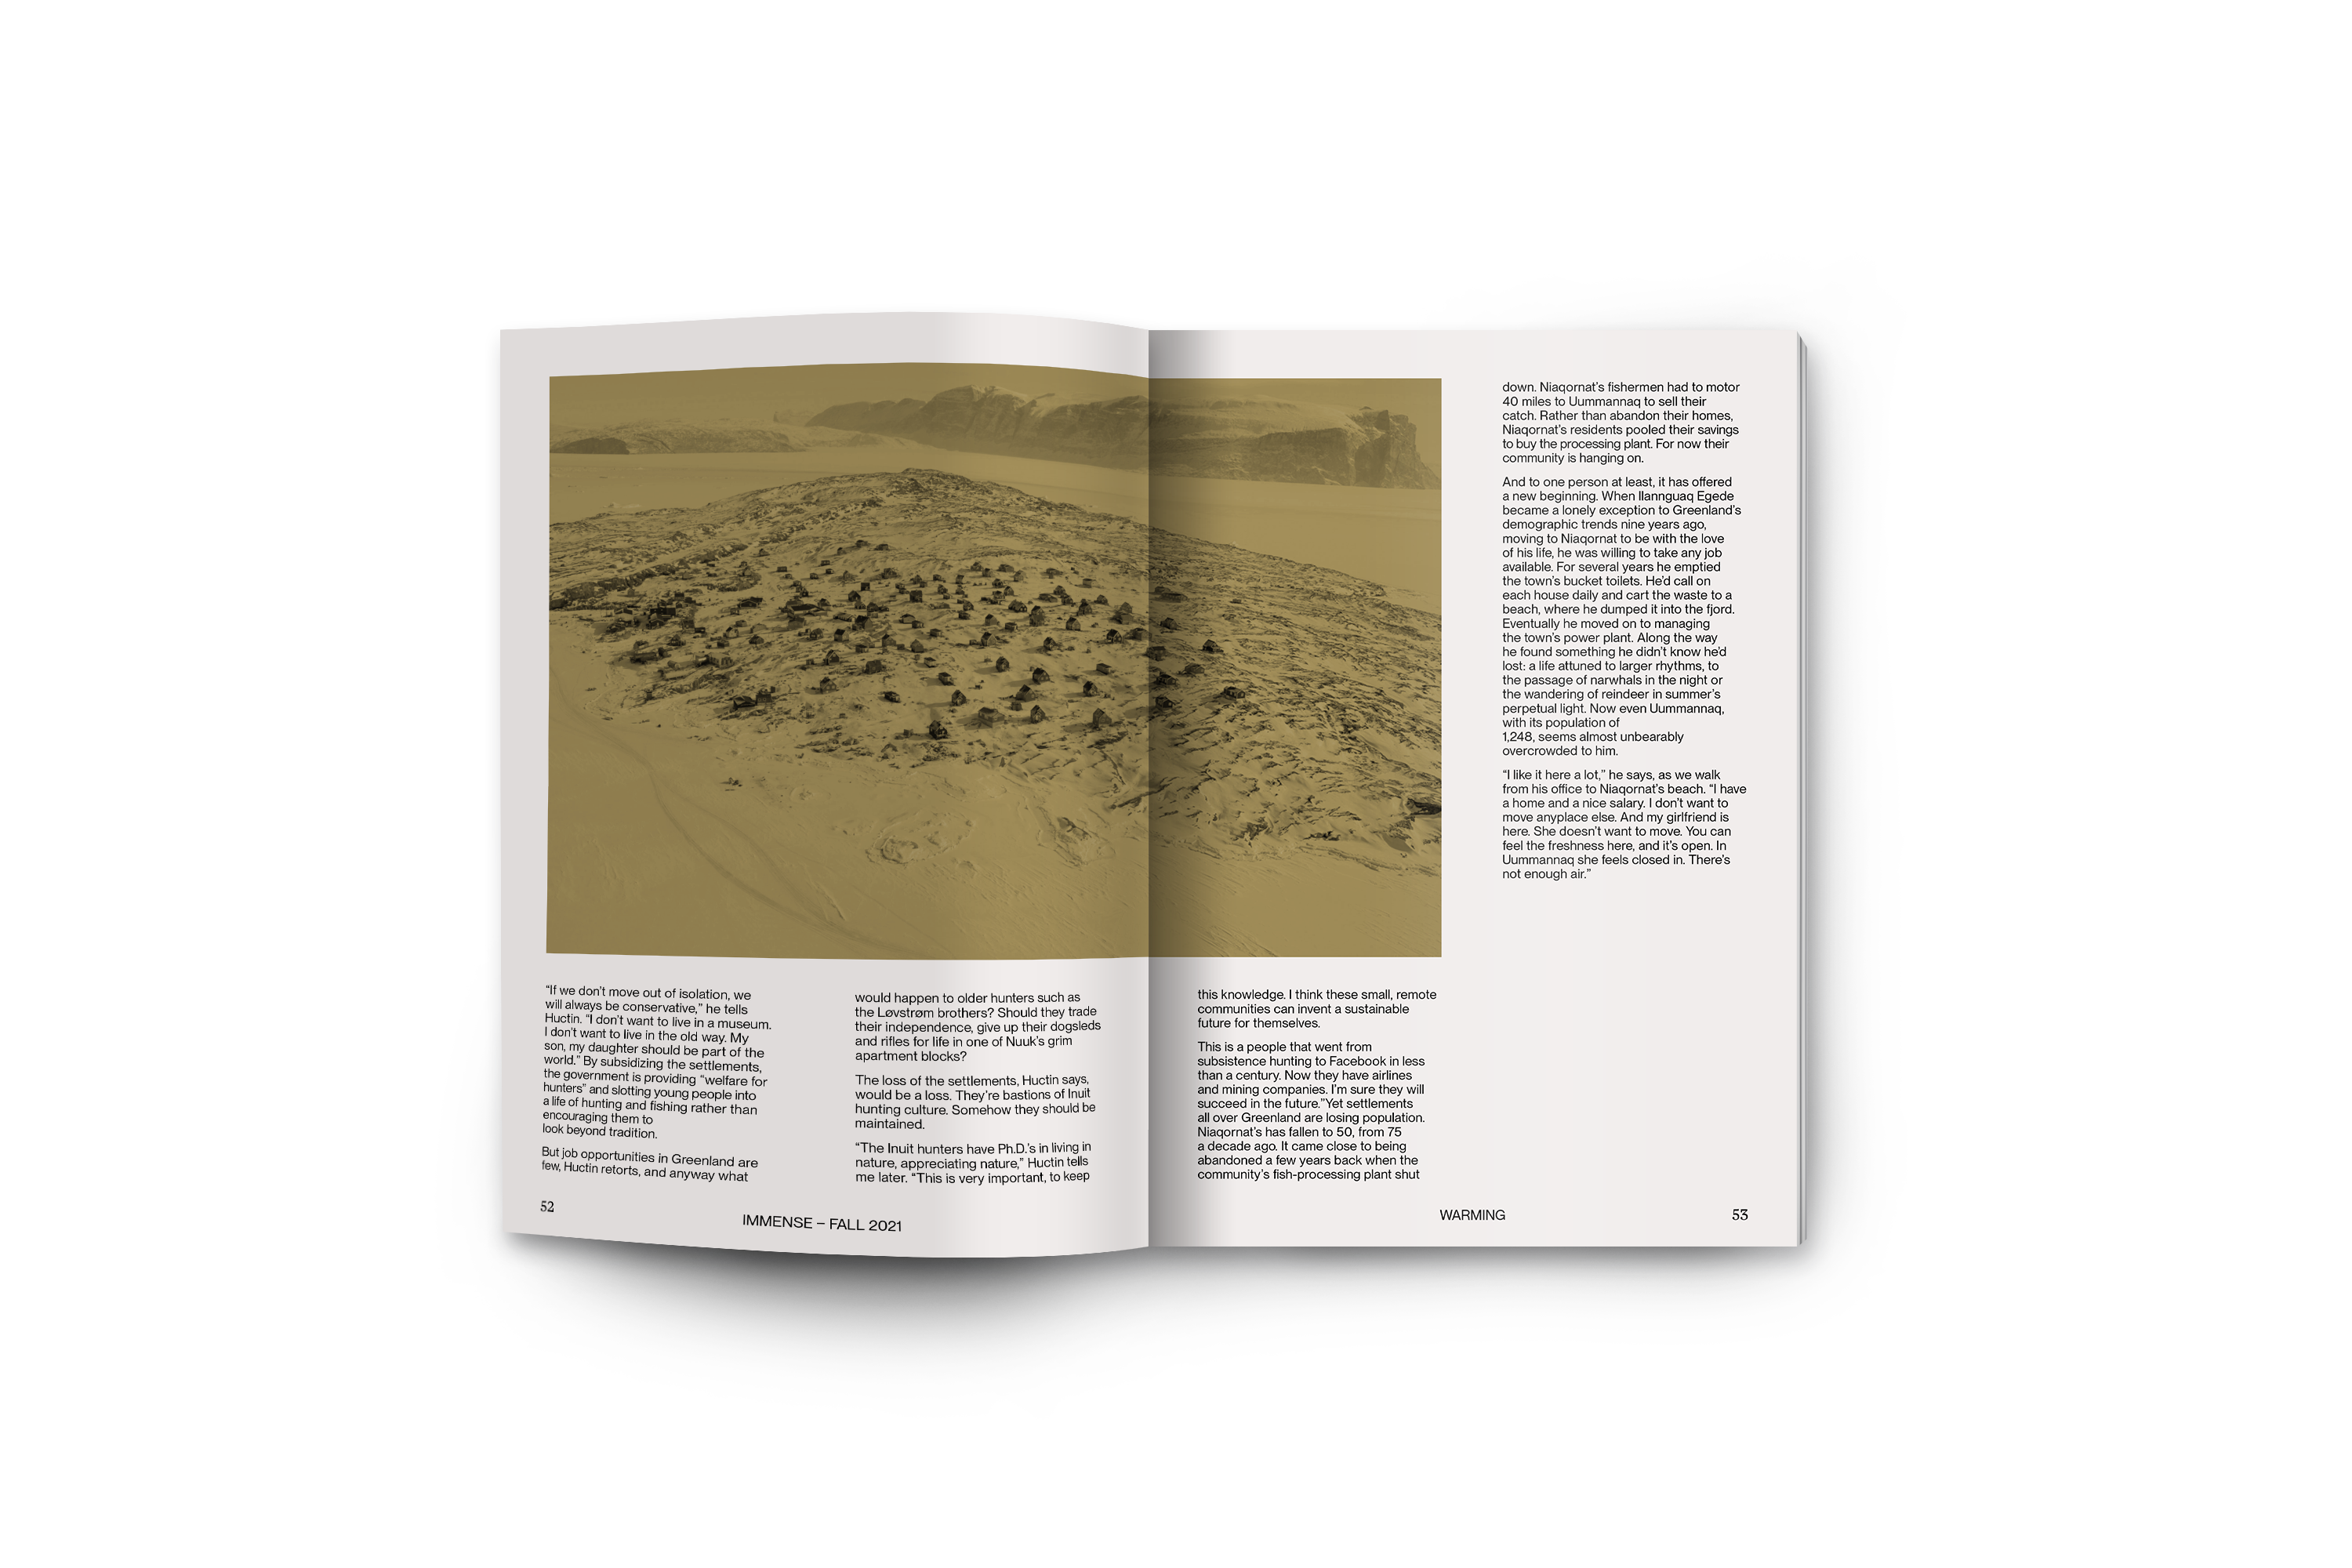 “If we don’t move out of isolation, we
will always be conservative,” he tells
Huctin. “I don’t want to live in a museum.
I don’t want to live in the old way. My
son, my daughter should be part of the
world.” By subsidizing the settlements,
the government is providing “welfare for
hunters” and slotting young people into
a life of hunting and fishing rather than
encouraging them to
look beyond tradition.
But job opportunities in Greenland are
few, Huctin retorts, and anyway what
would happen to older hunters such as
the Løvstrøm brothers? Should they trade
their independence, give up their dogsleds
and rifles for life in one of Nuuk’s grim
apartment blocks?
The loss of the settlements, Huctin says,
would be a loss. They’re bastions of Inuit
hunting culture. Somehow they should be
maintained.
“The Inuit hunters have Ph.D.’s in living in
nature, appreciating nature,” Huctin tells
me later. “This is very important, to keep
52
IMMENSE – FALL 2021
this knowledge. I think these small, remote
communities can invent a sustainable
future for themselves.
This is a people that went from
subsistence hunting to Facebook in less
than a century. Now they have airlines
and mining companies. I’m sure they will
succeed in the future.”Yet settlements
all over Greenland are losing population.
Niaqornat’s has fallen to 50, from 75
a decade ago. It came close to being
abandoned a few years back when the
community’s fish-processing plant shut
down. Niaqornat’s fishermen had to motor
40 miles to Uummannaq to sell their
catch. Rather than abandon their homes,
Niaqornat’s residents pooled their savings
to buy the processing plant. For now their
community is hanging on.
And to one person at least, it has offered
a new beginning. When Ilannguaq Egede
became a lonely exception to Greenland’s
demographic trends nine years ago,
moving to Niaqornat to be with the love
of his life, he was willing to take any job
available. For several years he emptied
the town’s bucket toilets. He’d call on
each house daily and cart the waste to a
beach, where he dumped it into the fjord.
Eventually he moved on to managing
the town’s power plant. Along the way
he found something he didn’t know he’d
lost: a life attuned to larger rhythms, to
the passage of narwhals in the night or
the wandering of reindeer in summer’s
perpetual light. Now even Uummannaq,
with its population of
1,248, seems almost unbearably
overcrowded to him.
“I like it here a lot,” he says, as we walk
from his office to Niaqornat’s beach. “I have
a home and a nice salary. I don’t want to
move anyplace else. And my girlfriend is
here. She doesn’t want to move. You can
feel the freshness here, and it’s open. In
Uummannaq she feels closed in. There’s
not enough air.”
WARMING
53